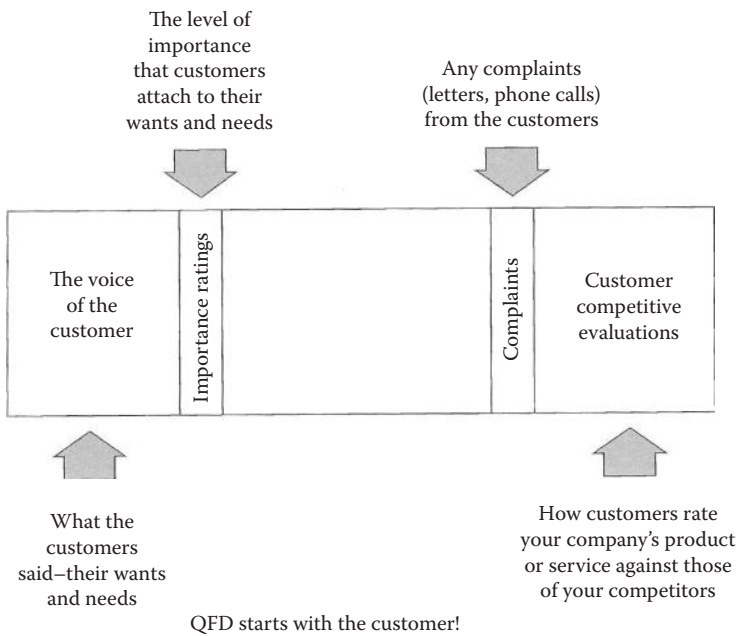 The level of
importance
that customers
attach to their
wants and needs
Any complaints
(letters, phone calls)
from the customers
The voice
of the
customer
Importance ratings
Complaints
Customer
competitive
evaluations
What the
customers
said–their wants
and needs
How customers rate
your company's product
or service against those
of your competitors
QFD starts with the customer!